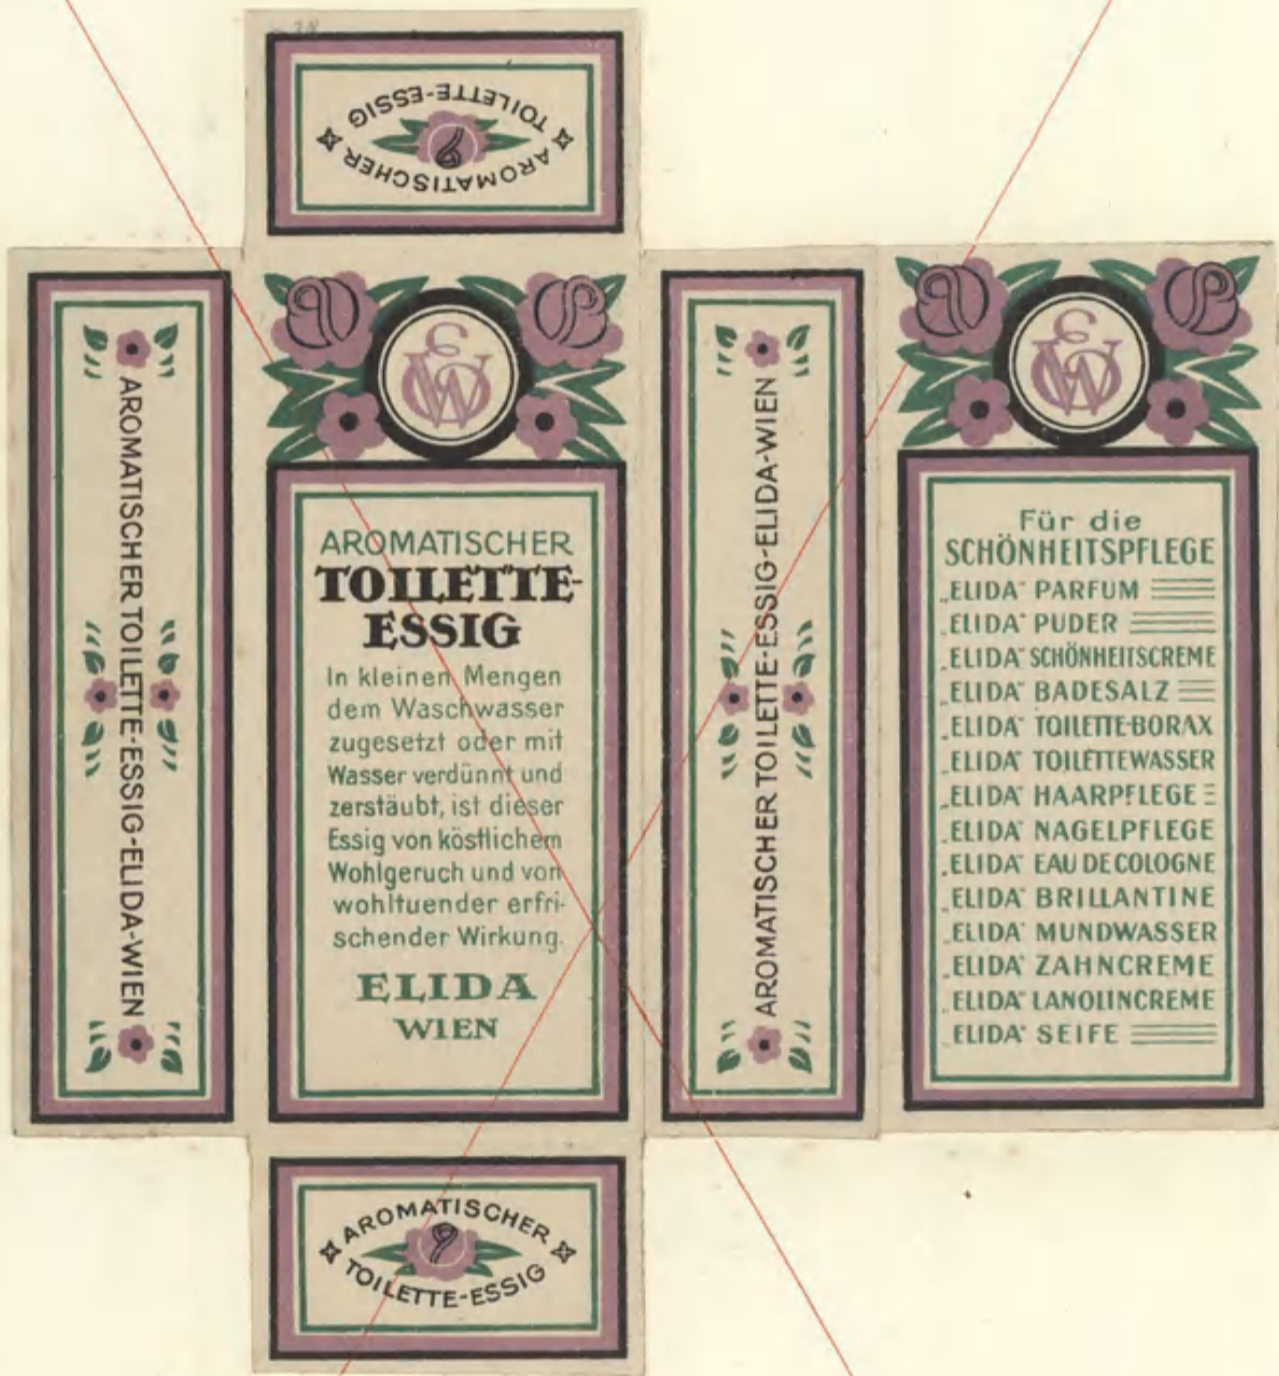 AROMATISCHER
TOILETTE-ESSIG
AROMATISCHER TOILETTE-ESSIG-ELIDA-WIEN
AROMATISCHER
TOILETTE-
ESSIG
In kleinen Mengen
dem Waschwasser
zugesetzt oder mit
Wasser verdünnt und
zerstäubt, ist dieser
Essig von köstlichem
Wohlgeruch und von
wohltuender erfri-
schender Wirkung.
ELIDA
WIEN
AROMATISCHER TOILETTE-ESSIG-ELIDA-WIEN
Für die
SCHÖNHEITSPFLEGE
„ELIDA“ PARFUM
„ELIDA“ PUDER
„ELIDA“ SCHÖNHEITSCREME
„ELIDA“ BADESALZ
„ELIDA“ TOILETTE-BORAX
„ELIDA“ TOILETTEWASSER
„ELIDA“ HAARPFLEGE
„ELIDA“ NAGELPFLEGE
„ELIDA“ EAU DE COLOGNE
„ELIDA“ BRILLANTINE
„ELIDA“ MUNDWASSER
„ELIDA“ ZAHNCREME
„ELIDA“ LANOLINCREME
„ELIDA“ SEIFE
AROMATISCHER
TOILETTE-ESSIG